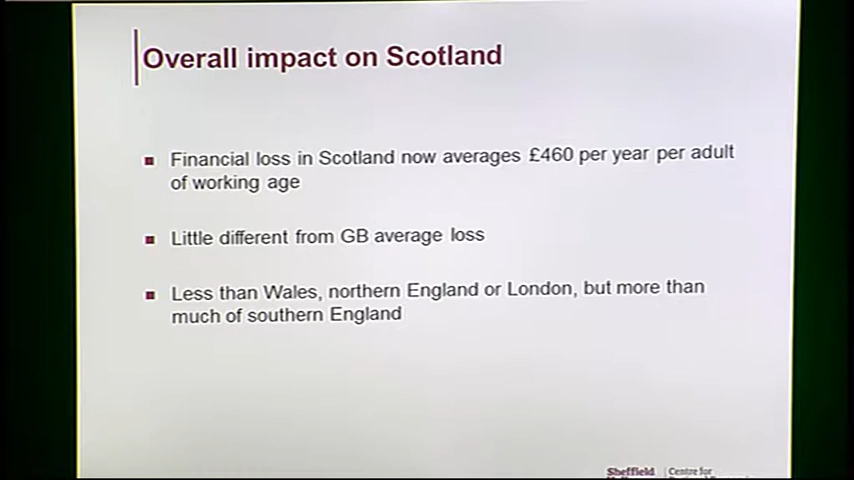 Overall impact on Scotland
Financial loss in Scotland now averages £460 per year per adult
of working age
Little different from GB average loss
Less than Wales, northern England or London, but more than
much of southern England
Sheffield
Centre for